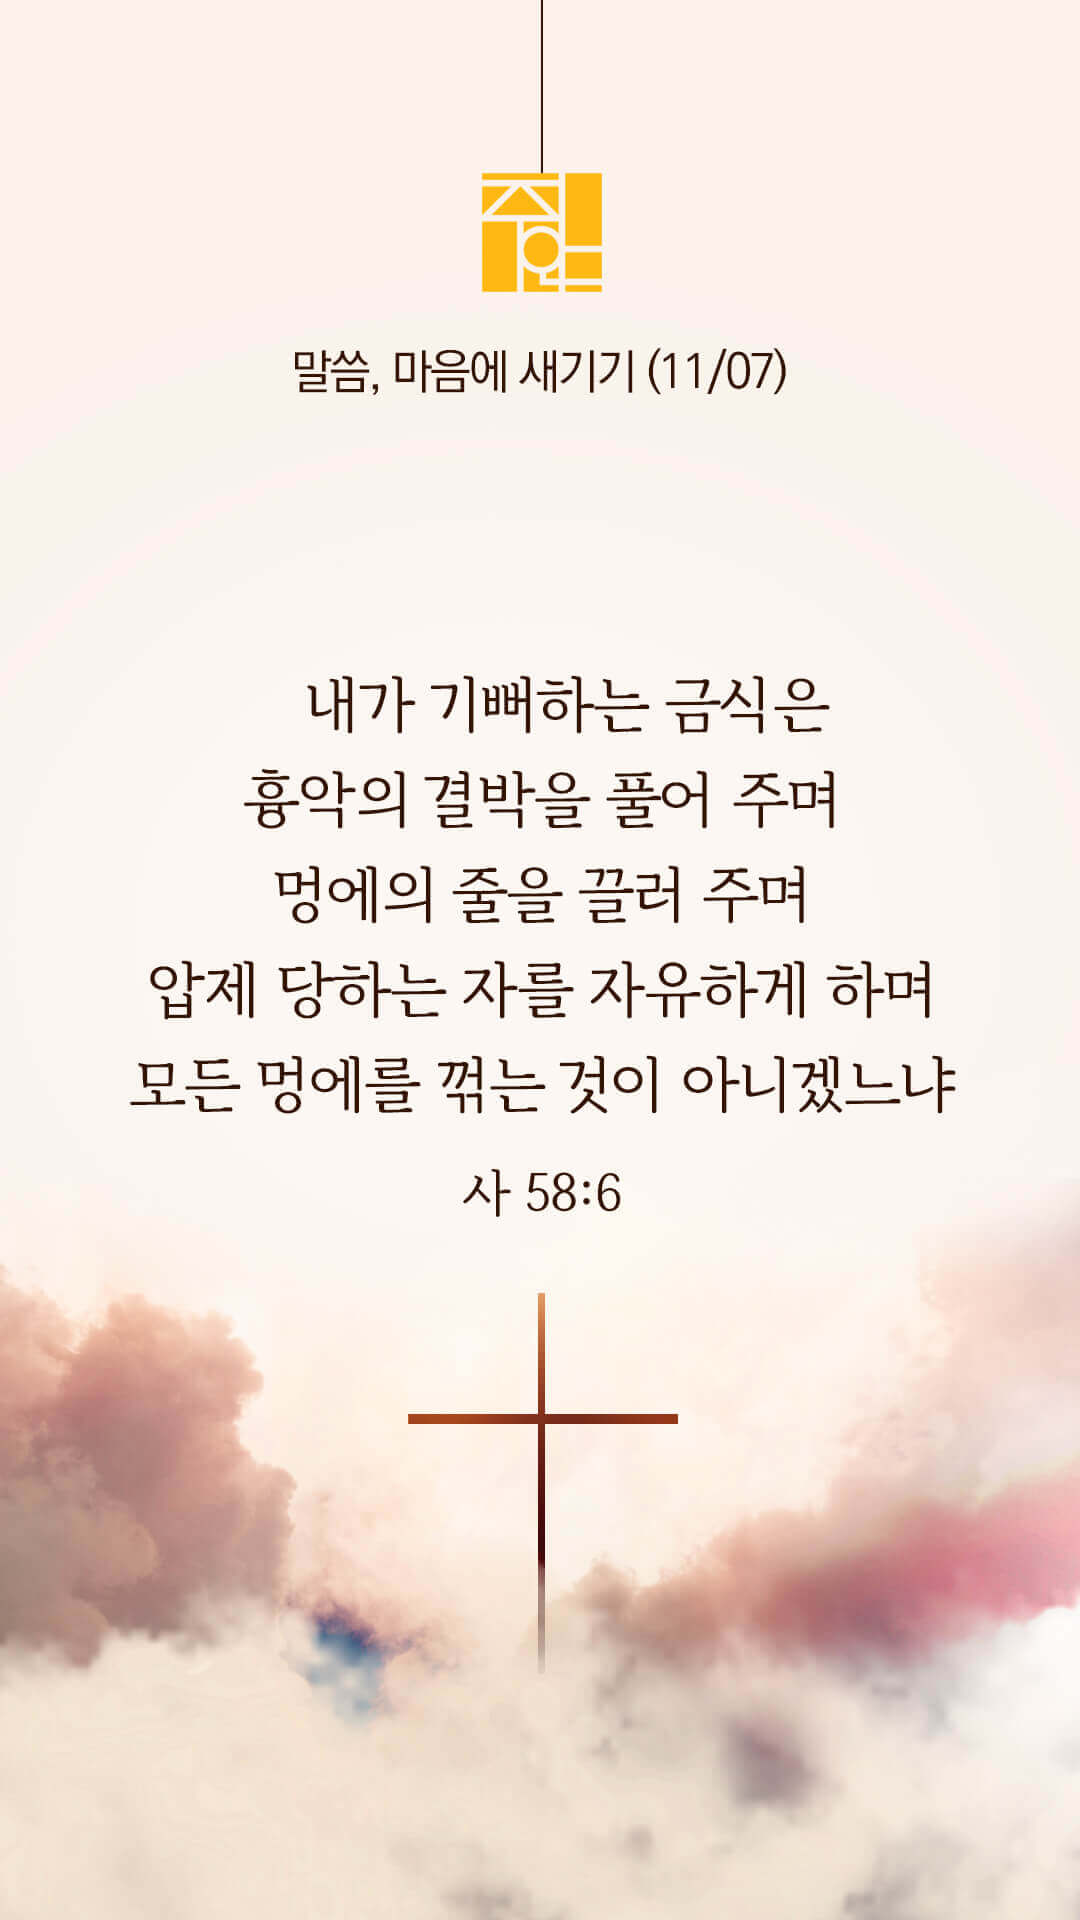 말씀, 마음에 새기기 (11/07)
내가 기뻐하는 금식은
흉악의 결박을 풀어 주며
멍에의 줄을 끌러 주며
압제 당하는 자를 자유하게 하며
모든 멍에를 꺾는 것이 아니겠느냐
사 58:6